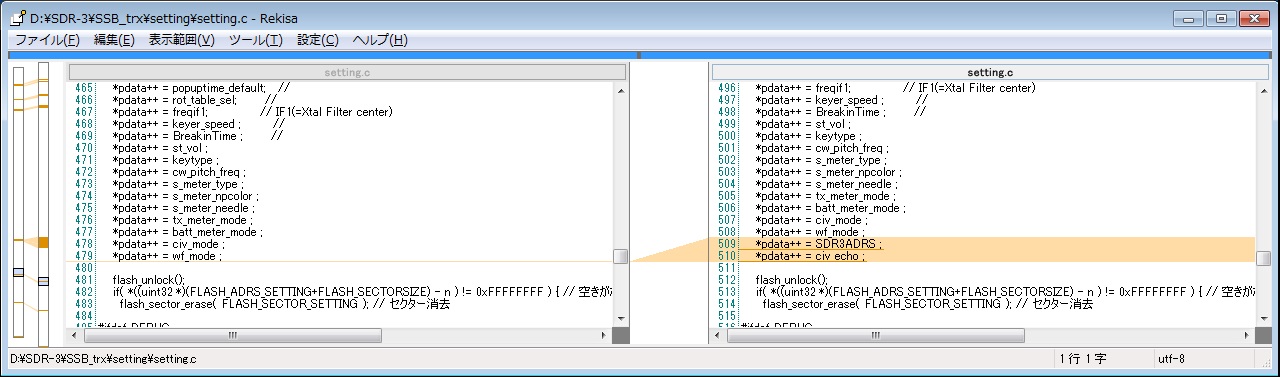 D:¥SDR-3¥SSB_trx¥setting¥setting.c - Rekisa
ファイル(F) 編集(E) 表示範囲(V) ツール(T) 設定(C) ヘルプ(H)
setting.c
465 *pdata++ = popuptime_default; //
466 *pdata++ = rot_table_sel; //
467 *pdata++ = freqif1; // IF1(=Xtal Filter center)
468 *pdata++ = keyer_speed ; //
469 *pdata++ = BreakinTime ; //
470 *pdata++ = st_vol ;
471 *pdata++ = keytype ;
472 *pdata++ = cw_pitch_freq ;
473 *pdata++ = s_meter_type ;
474 *pdata++ = s_meter_npcolor ;
475 *pdata++ = s_meter_needle ;
476 *pdata++ = tx_meter_mode ;
477 *pdata++ = batt_meter_mode ;
478 *pdata++ = civ_mode ;
479 *pdata++ = wf_mode ;
480
481 flash_unlock();
482 if( *((uint32 *)(FLASH_ADRS_SETTING+FLASH_SECTORSIZE) - n ) != 0xFFFFFFFF ) { // 空きが
483 flash_sector_erase( FLASH_SECTOR_SETTING ); // セクター消去
484
#ifdef DEBUG
setting.c
496 *pdata++ = freqif1; // IF1(=Xtal Filter center)
497 *pdata++ = keyer_speed ; //
498 *pdata++ = BreakinTime ; //
499 *pdata++ = st_vol ;
500 *pdata++ = keytype ;
501 *pdata++ = cw_pitch_freq ;
502 *pdata++ = s_meter_type ;
503 *pdata++ = s_meter_npcolor ;
504 *pdata++ = s_meter_needle ;
505 *pdata++ = tx_meter_mode ;
506 *pdata++ = batt_meter_mode ;
507 *pdata++ = civ_mode ;
508 *pdata++ = wf_mode ;
509 *pdata++ = SDR3ADRS ;
510 *pdata++ = civ_echo ;
511
512 flash_unlock();
513 if( *((uint32 *)(FLASH_ADRS_SETTING+FLASH_SECTORSIZE) - n ) != 0xFFFFFFFF ) { // 空きが
514 flash_sector_erase( FLASH_SECTOR_SETTING ); // セクター消去
515
#ifdef DEBUG
D:¥SDR-3¥SSB_trx¥setting¥setting.c 1 行 1 字 utf-8